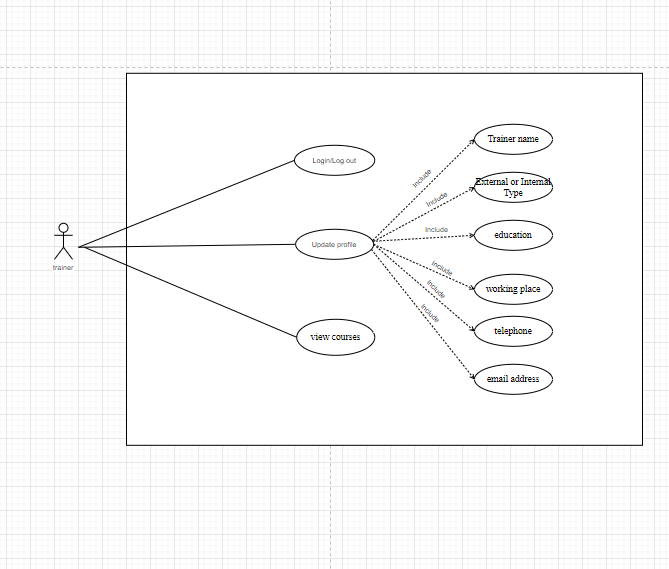 Trainer name
Login/Log out
Include
External or Internal
Type
Include
Include
education
Update profile
trainer
Include
working place
Include
Include
telephone
view courses
email address